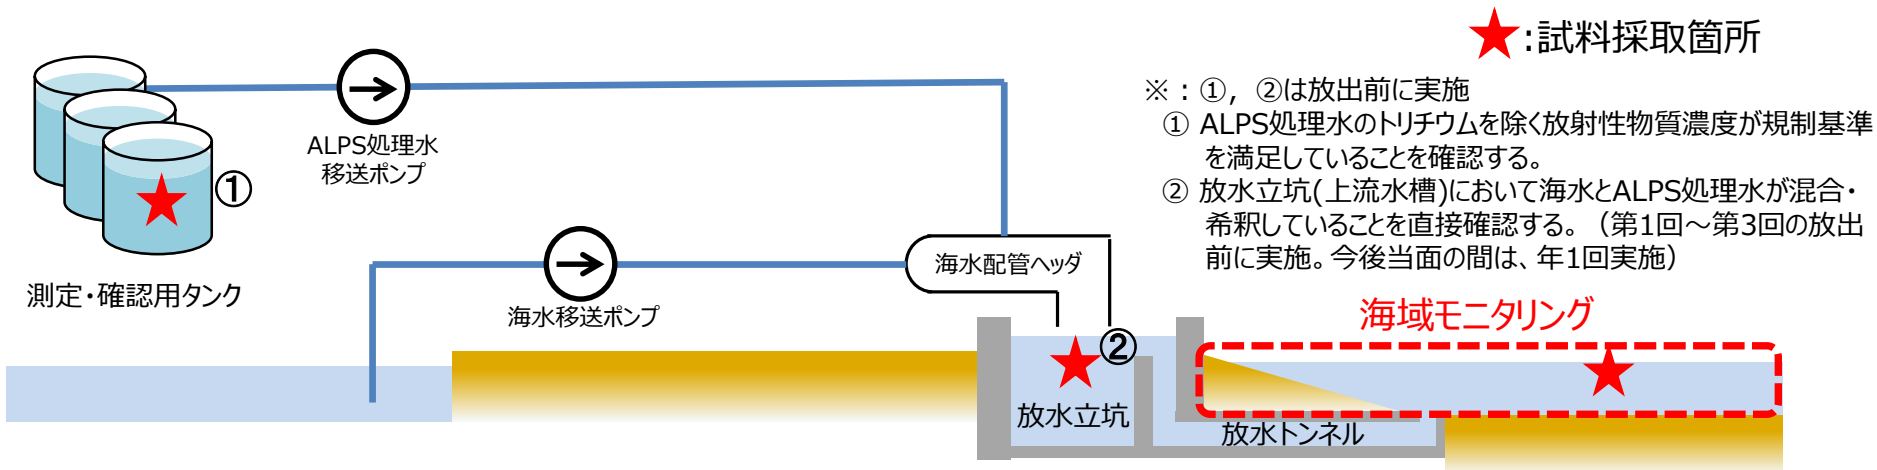 ★:試料採取箇所
※：①，②は放出前に実施
① ALPS処理水のトリチウムを除く放射性物質濃度が規制基準
を満足していることを確認する。
② 放水立坑(上流水槽)において海水とALPS処理水が混合・
希釈していることを直接確認する。（第1回～第3回の放出
前に実施。今後当面の間は、年1回実施）
ALPS処理水
移送ポンプ
①
測定・確認用タンク
海水配管ヘッダ
海水移送ポンプ
海域モニタリング
②
放水立坑
放水トンネル